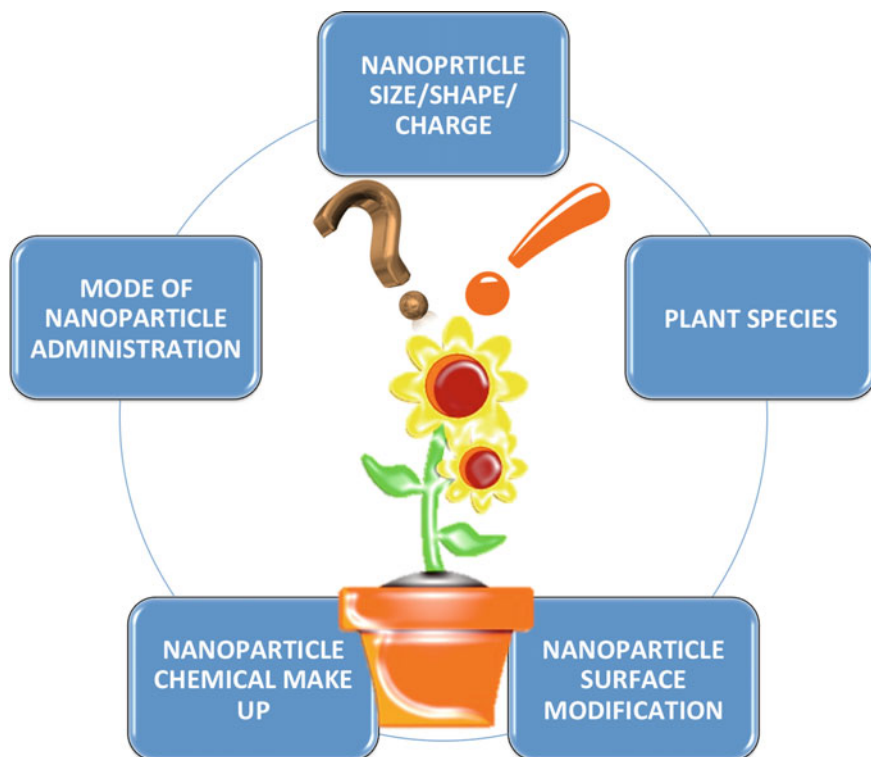 NANOPRTICLE
SIZE/SHAPE/
CHARGE
MODE OF
NANOPARTICLE
ADMINISTRATION
PLANT SPECIES
NANOPARTICLE
CHEMICAL MAKE
UP
NANOPARTICLE
SURFACE
MODIFICATION